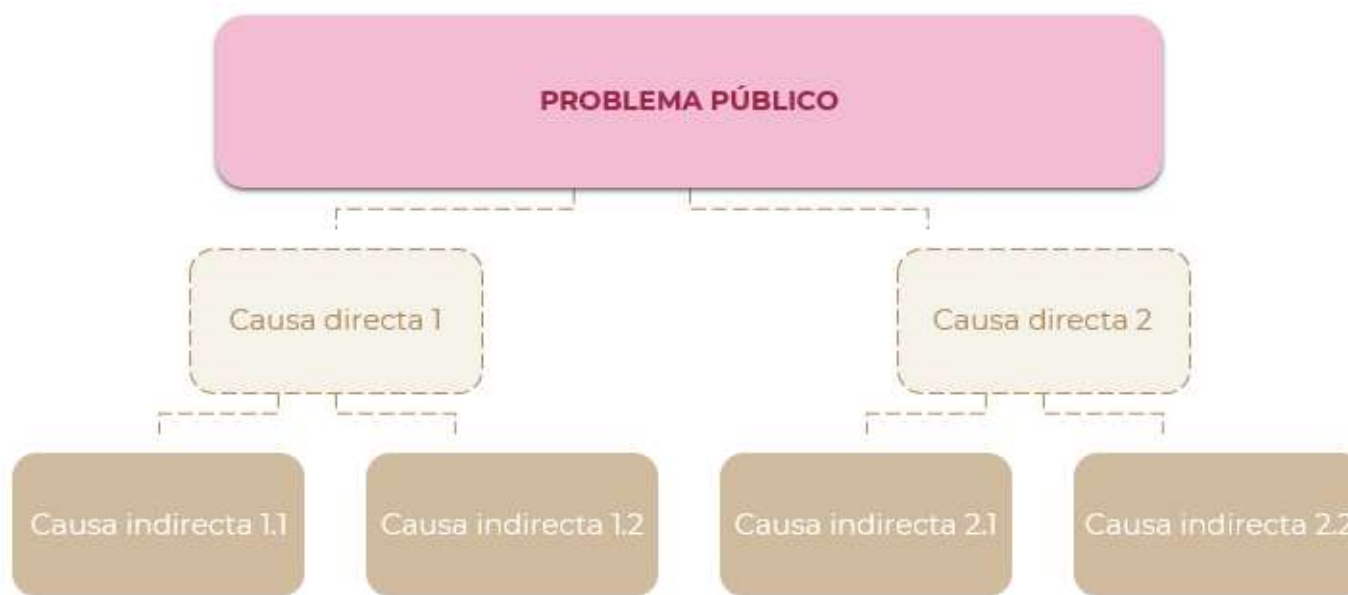 PROBLEMA PÚBLICO
Causa directa 1
Causa directa 2
Causa indirecta 1.1
Causa indirecta 1.2
Causa indirecta 2.1
Causa indirecta 2.2